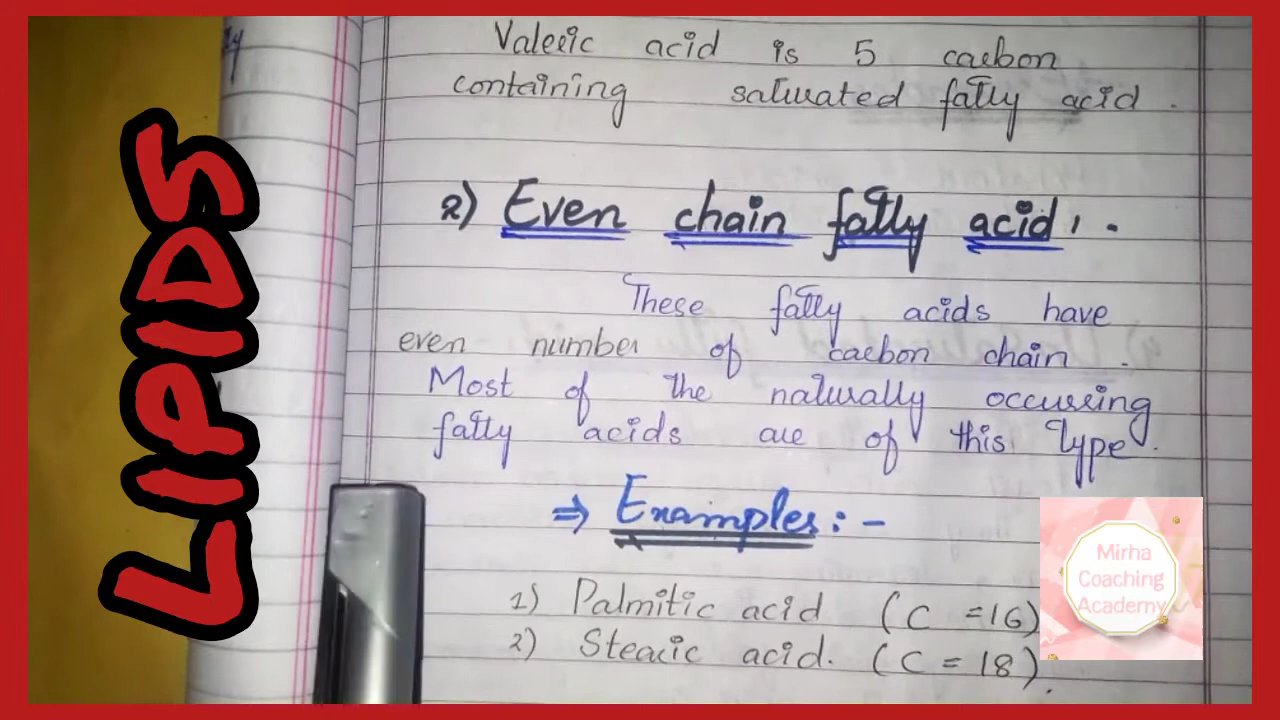 LIPIDS
Valeric acid is 5 carbon
containing saturated fatty acid .
2) Even chain fatty acid : -
These fatty acids have
even number of carbon chain .
Most of the naturally occurring
fatty acids are of this type .
⇒ Examples : -
1) Palmitic acid (C =16)
2) Stearic acid. (C = 18).
Mirha
Coaching
Academy